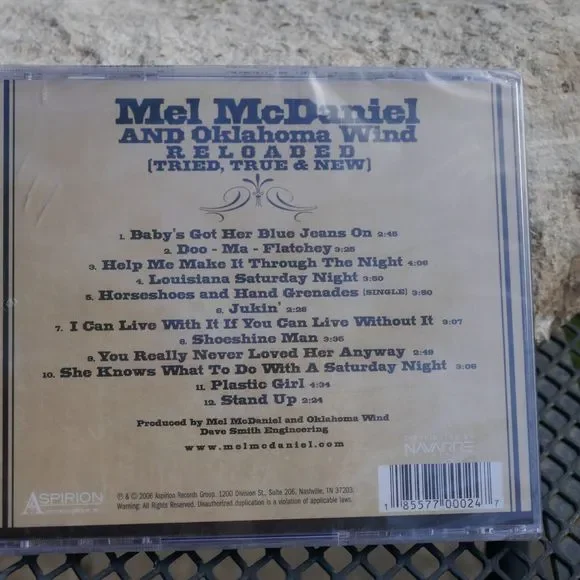 Mel McDaniel
AND Oklahoma Wind
RELOADED
(TRIED, TRUE & NEW)
1. Baby's Got Her Blue Jeans On 2:45
2. Doo - Ma - Flatchey 3:25
3. Help Me Make It Through The Night 4:06
4. Louisiana Saturday Night 3:50
5. Horseshoes and Hand Grenades (SINGLE) 3:50
6. Jukin' 2:26
7. I Can Live With It If You Can Live Without It 3:07
8. Shoeshine Man 3:35
9. You Really Never Loved Her Anyway 2:49
10. She Knows What To Do With A Saturday Night 3:06
11. Plastic Girl 4:34
12. Stand Up 2:24
Produced by Mel McDaniel and Oklahoma Wind
Dave Smith Engineering
www.melmcdaniel.com
ASPIRION
℗ & © 2006 Aspirion Records Group, 1200 Division St., Suite 206, Nashville, TN 37203.
Warning: All Rights Reserved. Unauthorized duplication is a violation of applicable laws.
NAVARRE
1 85577 00024 7